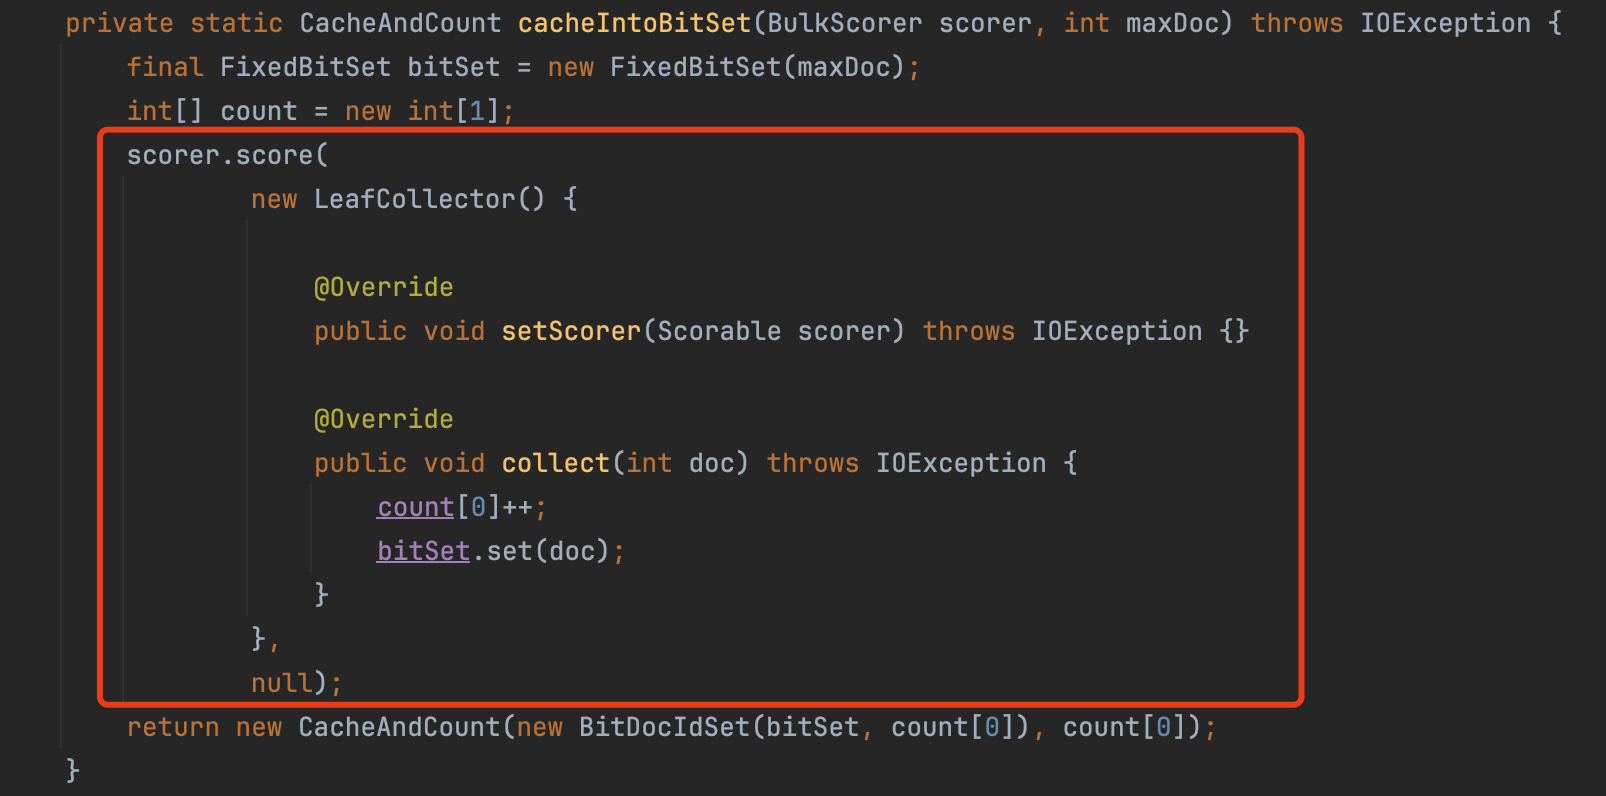 private static CacheAndCount cacheIntoBitSet(BulkScorer scorer, int maxDoc) throws IOException {
final FixedBitSet bitSet = new FixedBitSet(maxDoc);
int[] count = new int[1];
scorer.score(
new LeafCollector() {
@Override
public void setScorer(Scorable scorer) throws IOException {}
@Override
public void collect(int doc) throws IOException {
count[0]++;
bitSet.set(doc);
}
},
null);
return new CacheAndCount(new BitDocIdSet(bitSet, count[0]), count[0]);
}